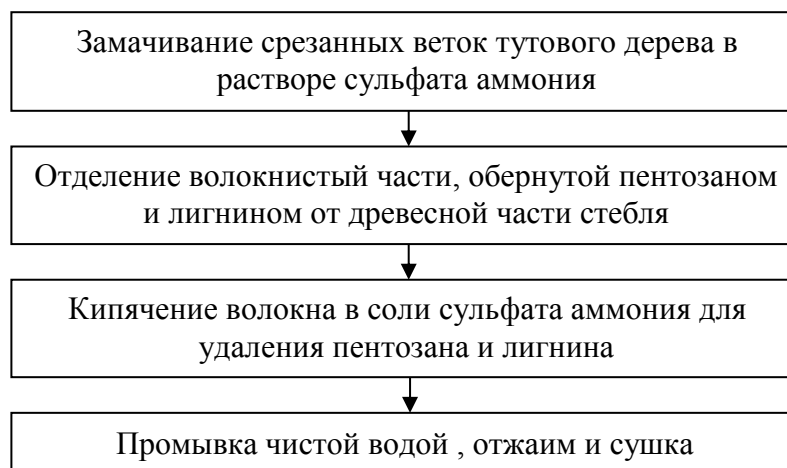 Замачивание срезанных веток тутового дерева в
растворе сульфата аммония
Отделение волокнистый части, обернутой пентозаном
и лигнином от древесной части стебля
Кипячение волокна в соли сульфата аммония для
удаления пентозана и лигнина
Промывка чистой водой , отжаим и сушка